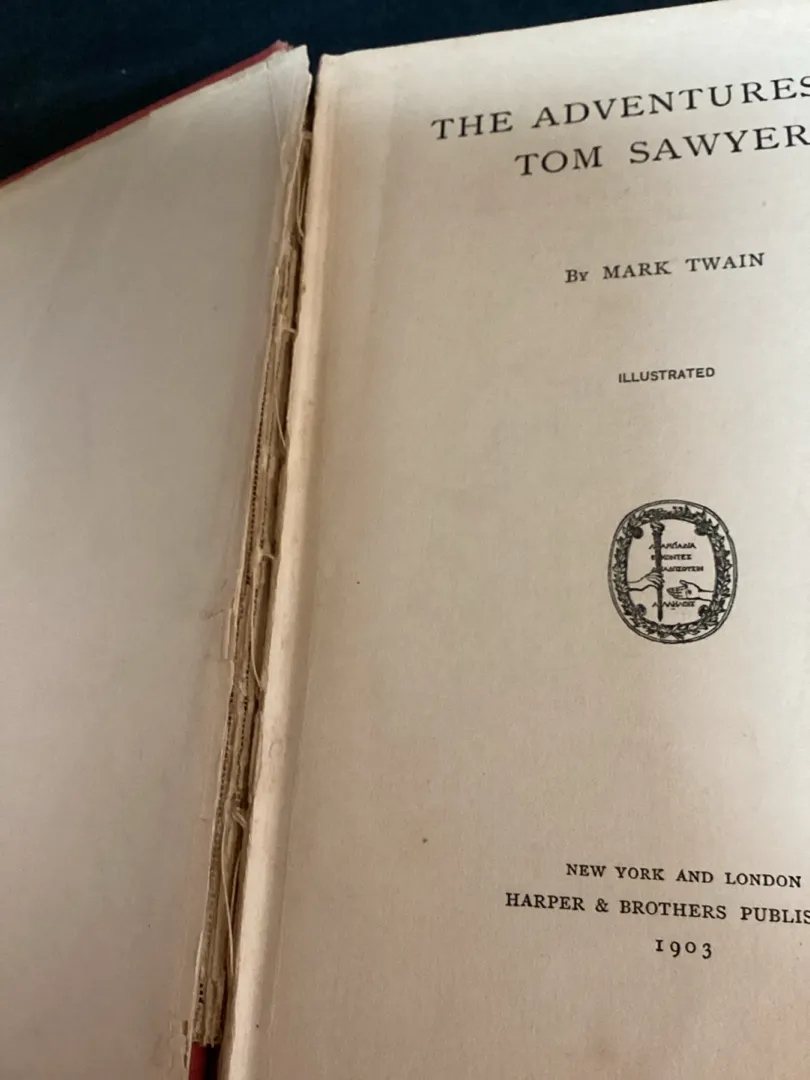 THE ADVENTURES
TOM SAWYER
By MARK TWAIN
ILLUSTRATED
NEW YORK AND LONDON
HARPER & BROTHERS PUBLIS
1903